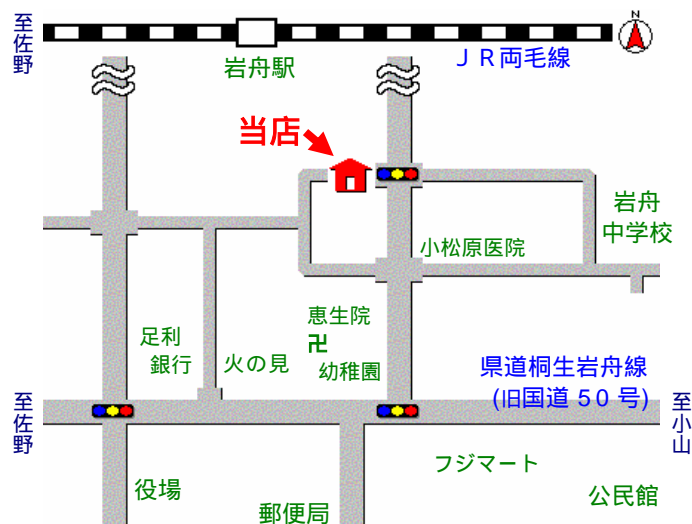 至佐野
N
岩舟駅
ＪＲ両毛線
当店
岩舟
中学校
小松原医院
恵生院
卍
幼稚園
足利
銀行
火の見
県道桐生岩舟線
(旧国道５０号)
至佐野
至小山
役場
郵便局
フジマート
公民館